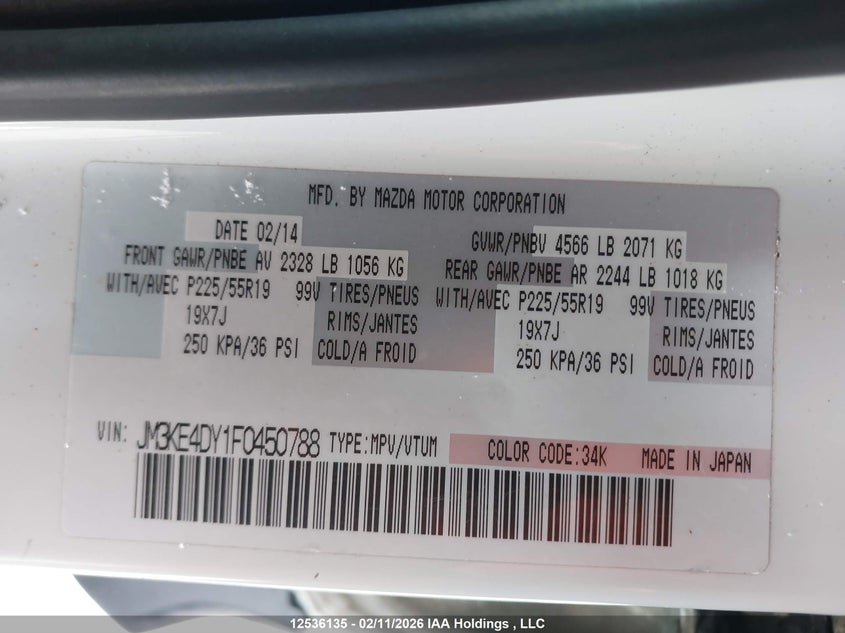 MFD. BY MAZDA MOTOR CORPORATION
DATE 02/14 GVWR/PNBV 4566 LB 2071 KG
FRONT GAWR/PNBE AV 2328 LB 1056 KG REAR GAWR/PNBE AR 2244 LB 1018 KG
WITH/AVEC P225/55R19 99V TIRES/PNEUS WITH/AVEC P225/55R19 99V TIRES/PNEUS
19X7J RIMS/JANTES 19X7J RIMS/JANTES
250 KPA/36 PSI COLD/A FROID 250 KPA/36 PSI COLD/A FROID
VIN: JM3KE4DY1F0450788 TYPE:MPV/VTUM COLOR CODE:34K MADE IN JAPAN
12536135 - 02/11/2026 IAA Holdings , LLC